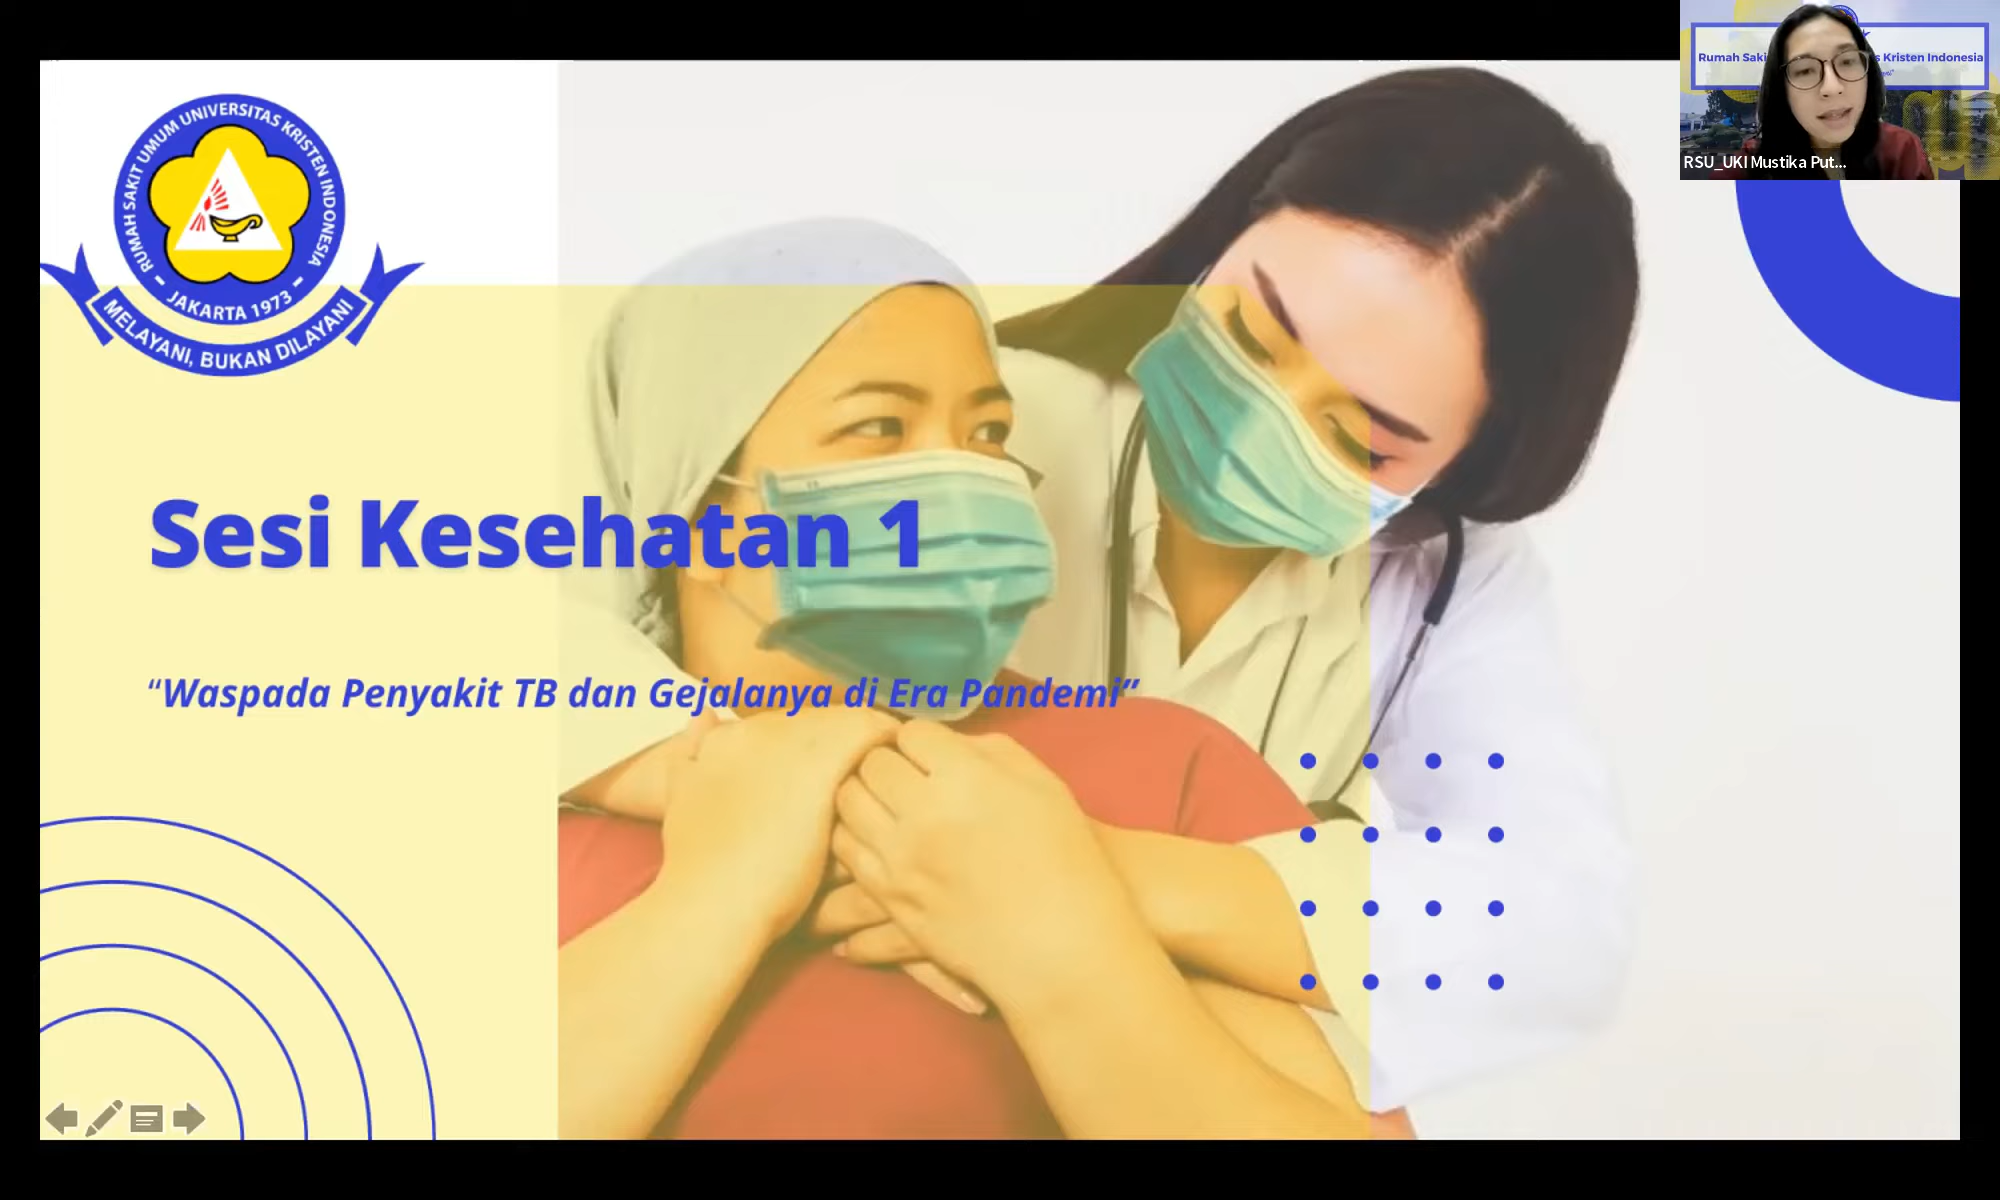 RUMAH SAKIT UMUM UNIVERSITAS KRISTEN INDONESIA
JAKARTA 1973
MELAYANI, BUKAN DILAYANI
Sesi Kesehatan 1
“Waspada Penyakit TB dan Gejalanya di Era Pandemi”
Rumah Saki
s Kristen Indonesia
RSU_UKI Mustika Put...